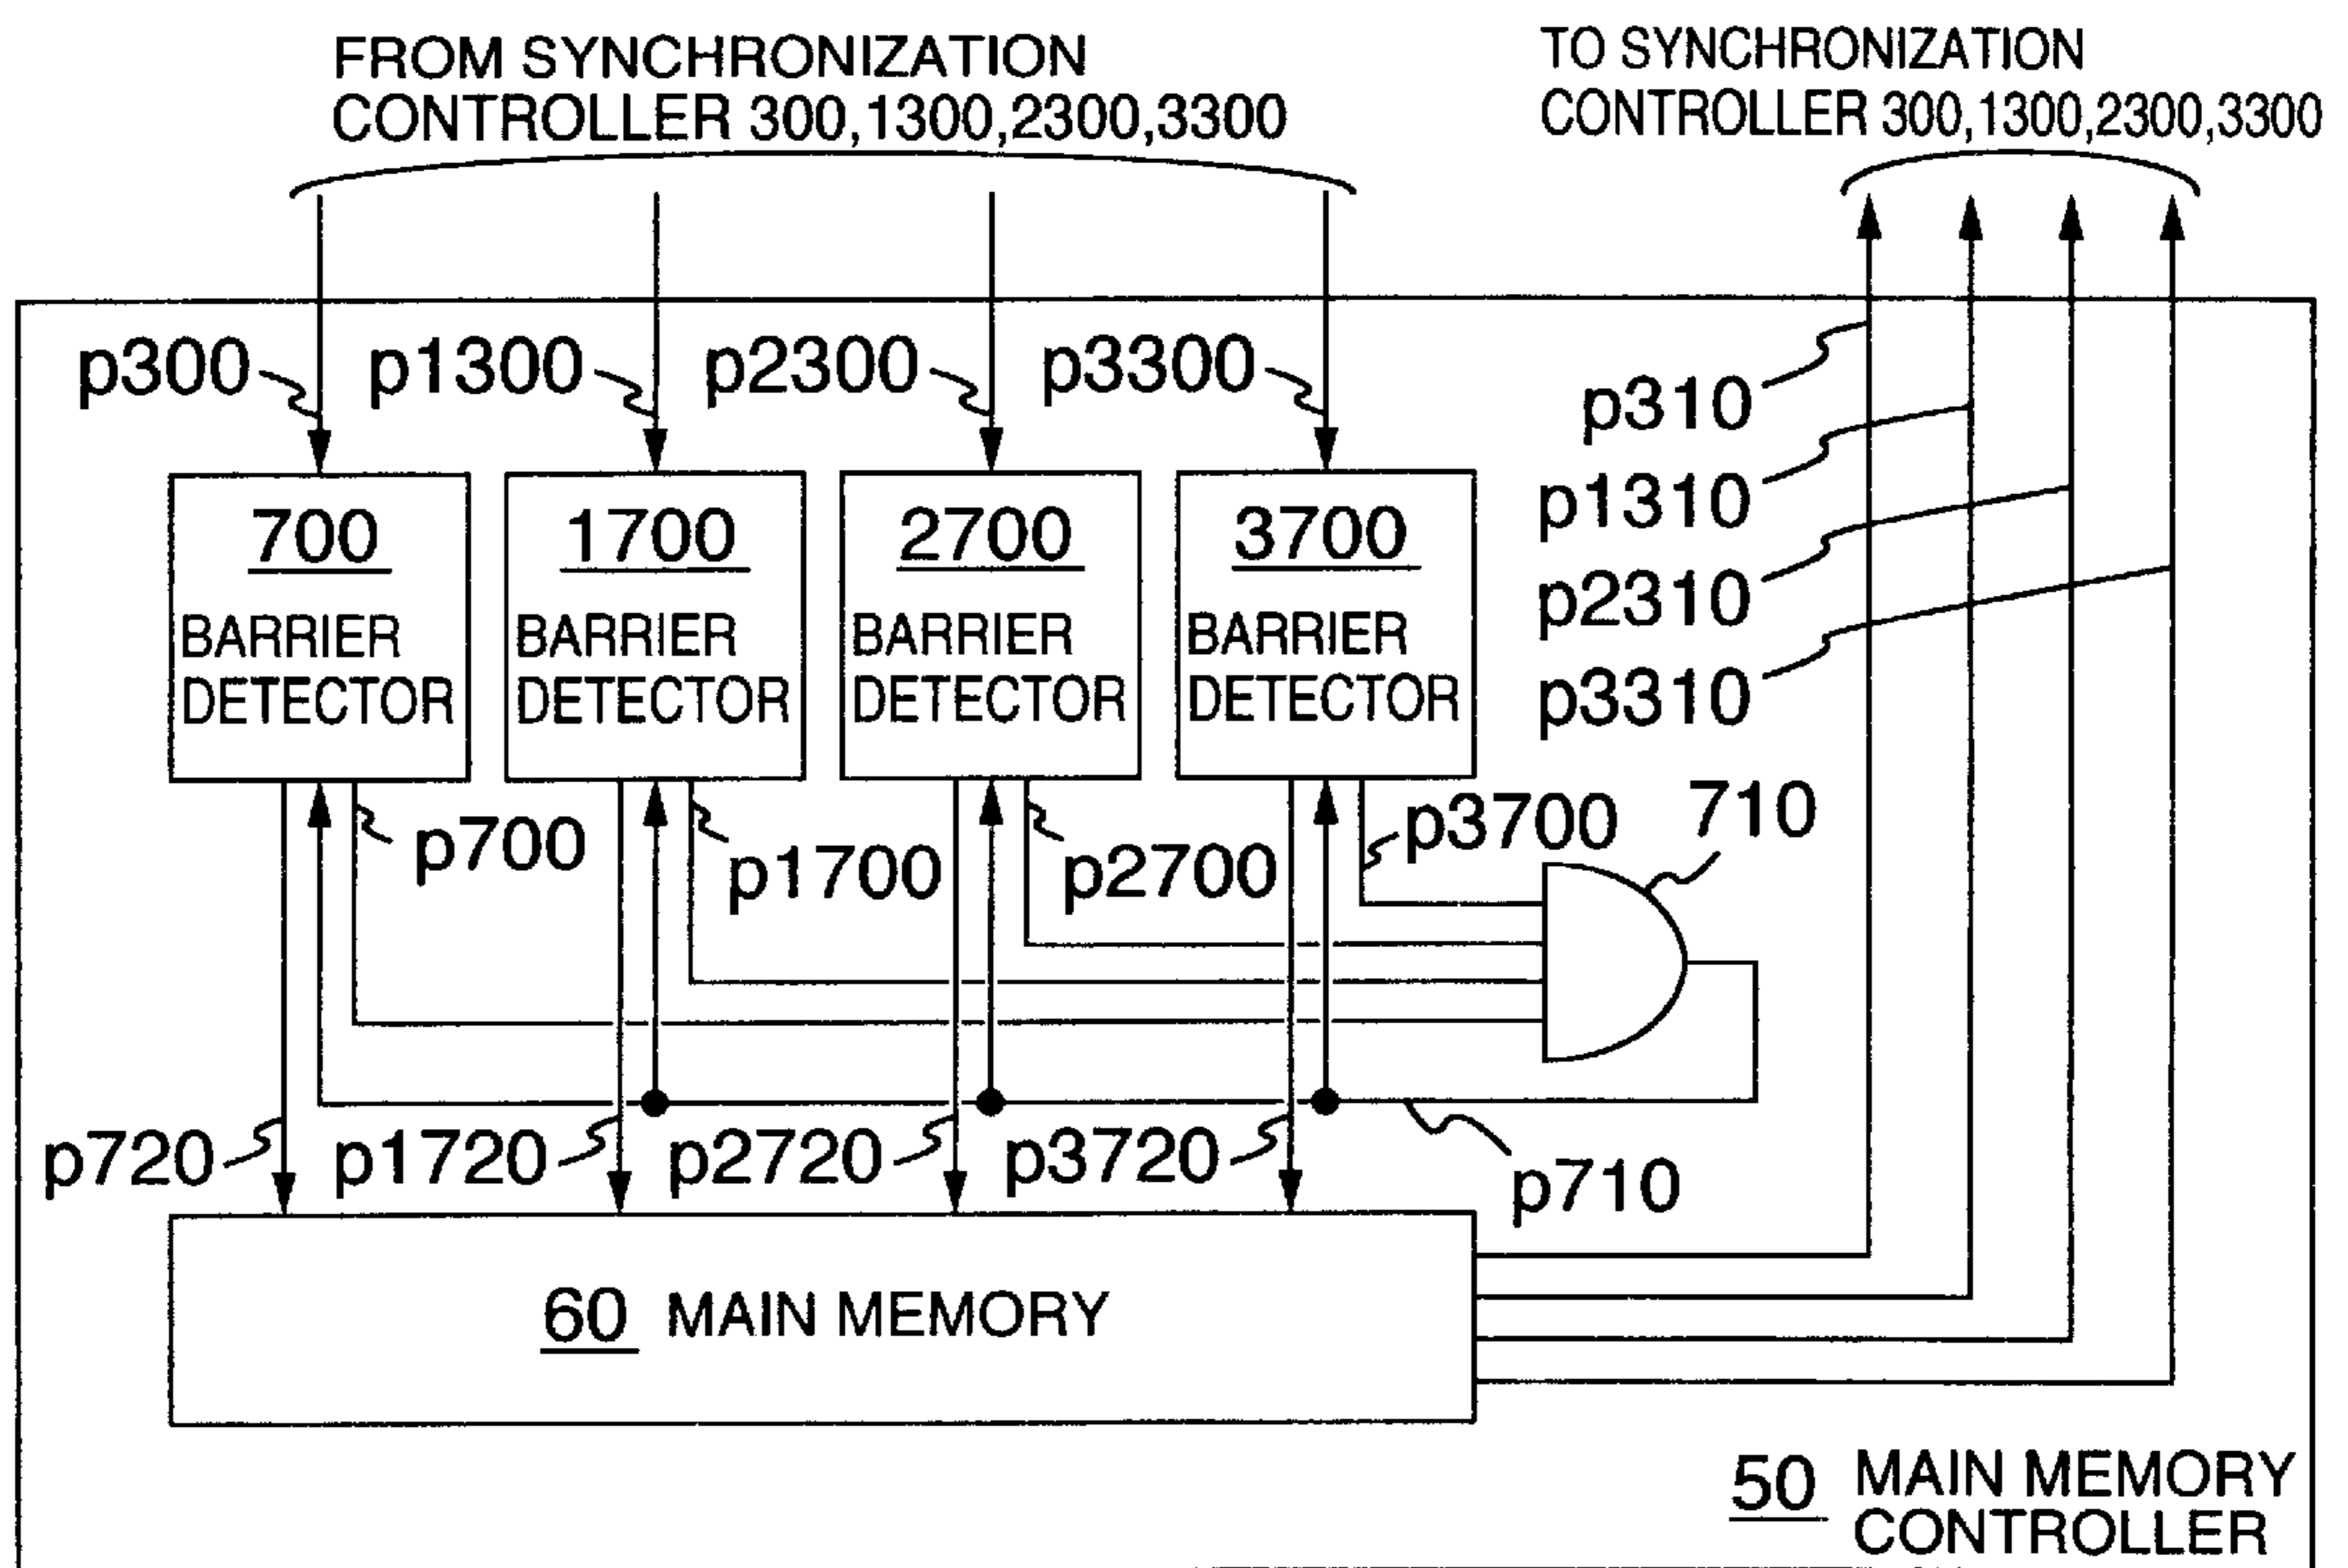 FROM SYNCHRONIZATION
CONTROLLER 300,1300,2300,3300
TO SYNCHRONIZATION
CONTROLLER 300,1300,2300,3300
p300
p1300
p2300
p3300
p310
p1310
p2310
p3310
700
BARRIER
DETECTOR
1700
BARRIER
DETECTOR
2700
BARRIER
DETECTOR
3700
BARRIER
DETECTOR
p700
p1700
p2700
p3700
710
p720
p1720
p2720
p3720
p710
60 MAIN MEMORY
50 MAIN MEMORY
CONTROLLER